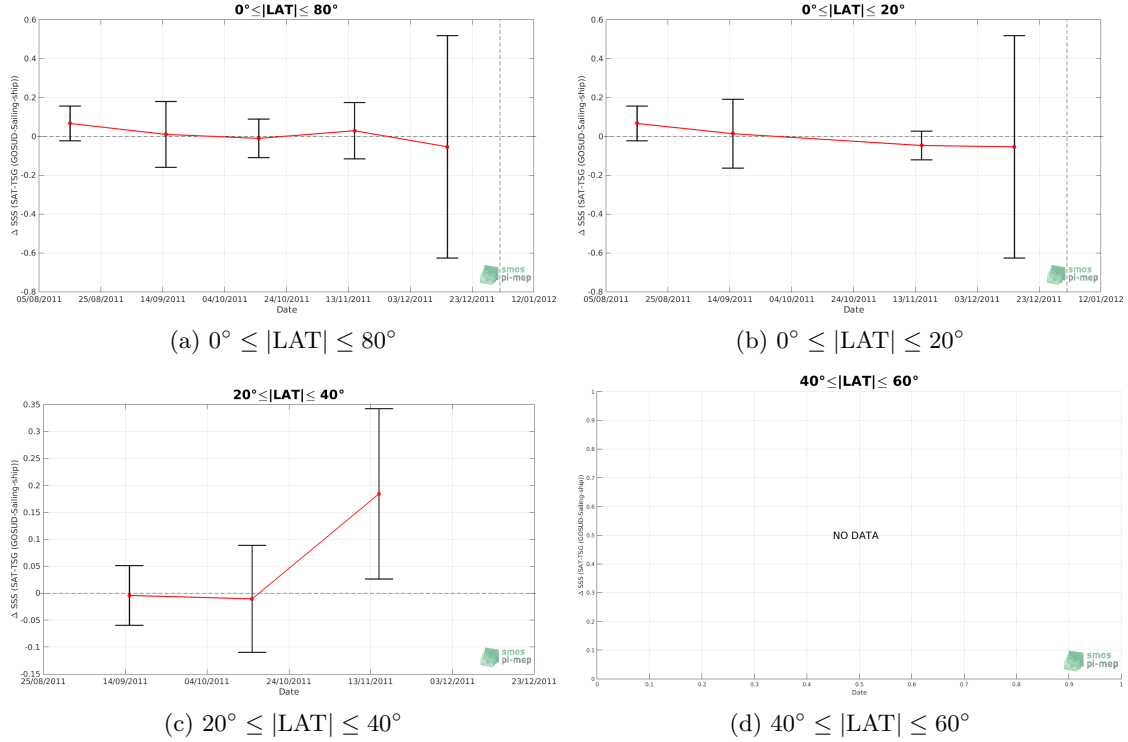 0°≤|LAT|≤ 80°
Δ SSS (SAT-TSG (GOSUD-Sailing-ship))
0.6
0.4
0.2
0
-0.2
-0.4
-0.6
-0.8
05/08/2011 25/08/2011 14/09/2011 04/10/2011 24/10/2011 13/11/2011 03/12/2011 23/12/2011 12/01/2012
Date
smos
pi-mep
(a) 0° ≤ |LAT| ≤ 80°
0°≤|LAT|≤ 20°
Δ SSS (SAT-TSG (GOSUD-Sailing-ship))
0.6
0.4
0.2
0
-0.2
-0.4
-0.6
-0.8
05/08/2011 25/08/2011 14/09/2011 04/10/2011 24/10/2011 13/11/2011 03/12/2011 23/12/2011 12/01/2012
Date
smos
pi-mep
(b) 0° ≤ |LAT| ≤ 20°
20°≤|LAT|≤ 40°
Δ SSS (SAT-TSG (GOSUD-Sailing-ship))
0.35
0.3
0.25
0.2
0.15
0.1
0.05
0
-0.05
-0.1
-0.15
25/08/2011 14/09/2011 04/10/2011 24/10/2011 13/11/2011 03/12/2011 23/12/2011
Date
smos
pi-mep
(c) 20° ≤ |LAT| ≤ 40°
40°≤|LAT|≤ 60°
Δ SSS (SAT-TSG (GOSUD-Sailing-ship))
1
0.9
0.8
0.7
0.6
0.5
0.4
0.3
0.2
0.1
0
NO DATA
0 0.1 0.2 0.3 0.4 0.5 0.6 0.7 0.8 0.9 1
Date
smos
pi-mep
(d) 40° ≤ |LAT| ≤ 60°